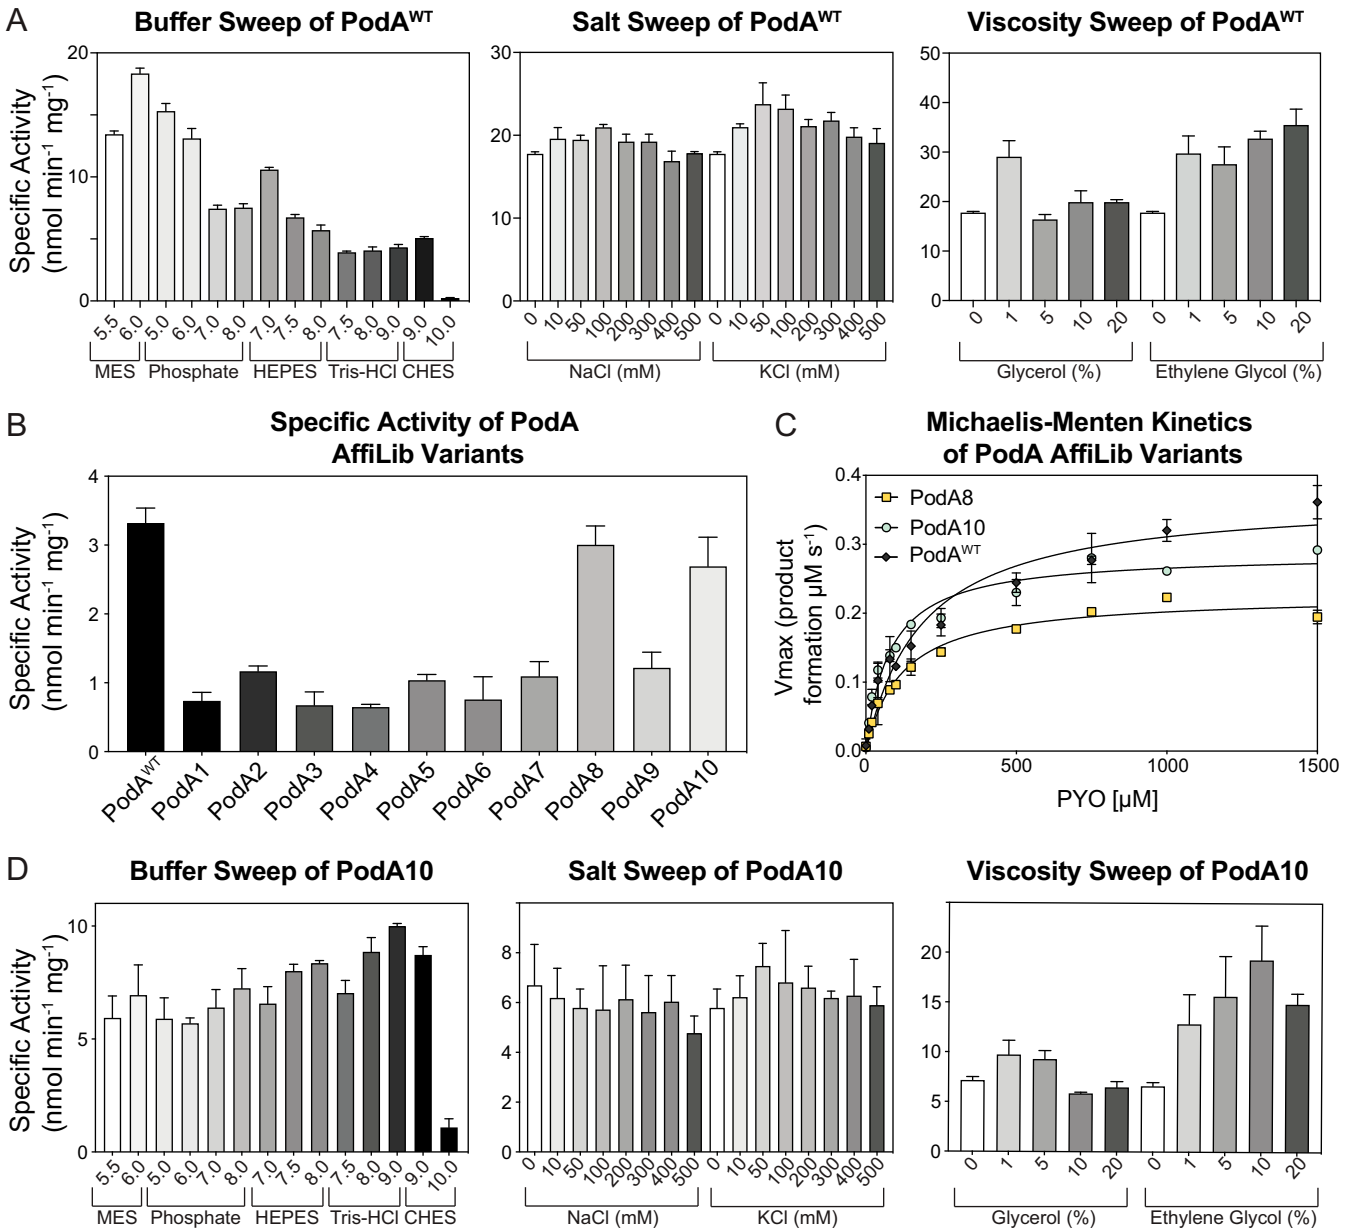 A
Buffer Sweep of PodAᵂᵀ
Salt Sweep of PodAᵂᵀ
Viscosity Sweep of PodAᵂᵀ
Specific Activity
(nmol min⁻¹ mg⁻¹)
20
10
0
30
20
10
0
50
40
30
20
10
0
5.5 6.0 5.0 6.0 7.0 8.0 7.0 7.5 8.0 7.5 8.0 9.0 9.0 10.0
MES Phosphate HEPES Tris-HCl CHES
0 10 50 100 200 300 400 500 0 10 50 100 200 300 400 500
NaCl (mM) KCl (mM)
0 1 5 10 20 0 1 5 10 20
Glycerol (%) Ethylene Glycol (%)
B
Specific Activity of PodA
AffiLib Variants
Specific Activity
(nmol min⁻¹ mg⁻¹)
4
3
2
1
0
PodAᵂᵀ PodA1 PodA2 PodA3 PodA4 PodA5 PodA6 PodA7 PodA8 PodA9 PodA10
C
Michaelis-Menten Kinetics
of PodA AffiLib Variants
Vmax (product
formation µM s⁻¹)
0.4
0.3
0.2
0.1
0.0
PodA8
PodA10
PodAᵂᵀ
0 500 1000 1500
PYO [µM]
D
Buffer Sweep of PodA10
Salt Sweep of PodA10
Viscosity Sweep of PodA10
Specific Activity
(nmol min⁻¹ mg⁻¹)
10
5
0
8
6
4
2
0
20
15
10
5
0
5.5 6.0 5.0 6.0 7.0 8.0 7.0 7.5 8.0 7.5 8.0 9.0 9.0 10.0
MES Phosphate HEPES Tris-HCl CHES
0 10 50 100 200 300 400 500 0 10 50 100 200 300 400 500
NaCl (mM) KCl (mM)
0 1 5 10 20 0 1 5 10 20
Glycerol (%) Ethylene Glycol (%)